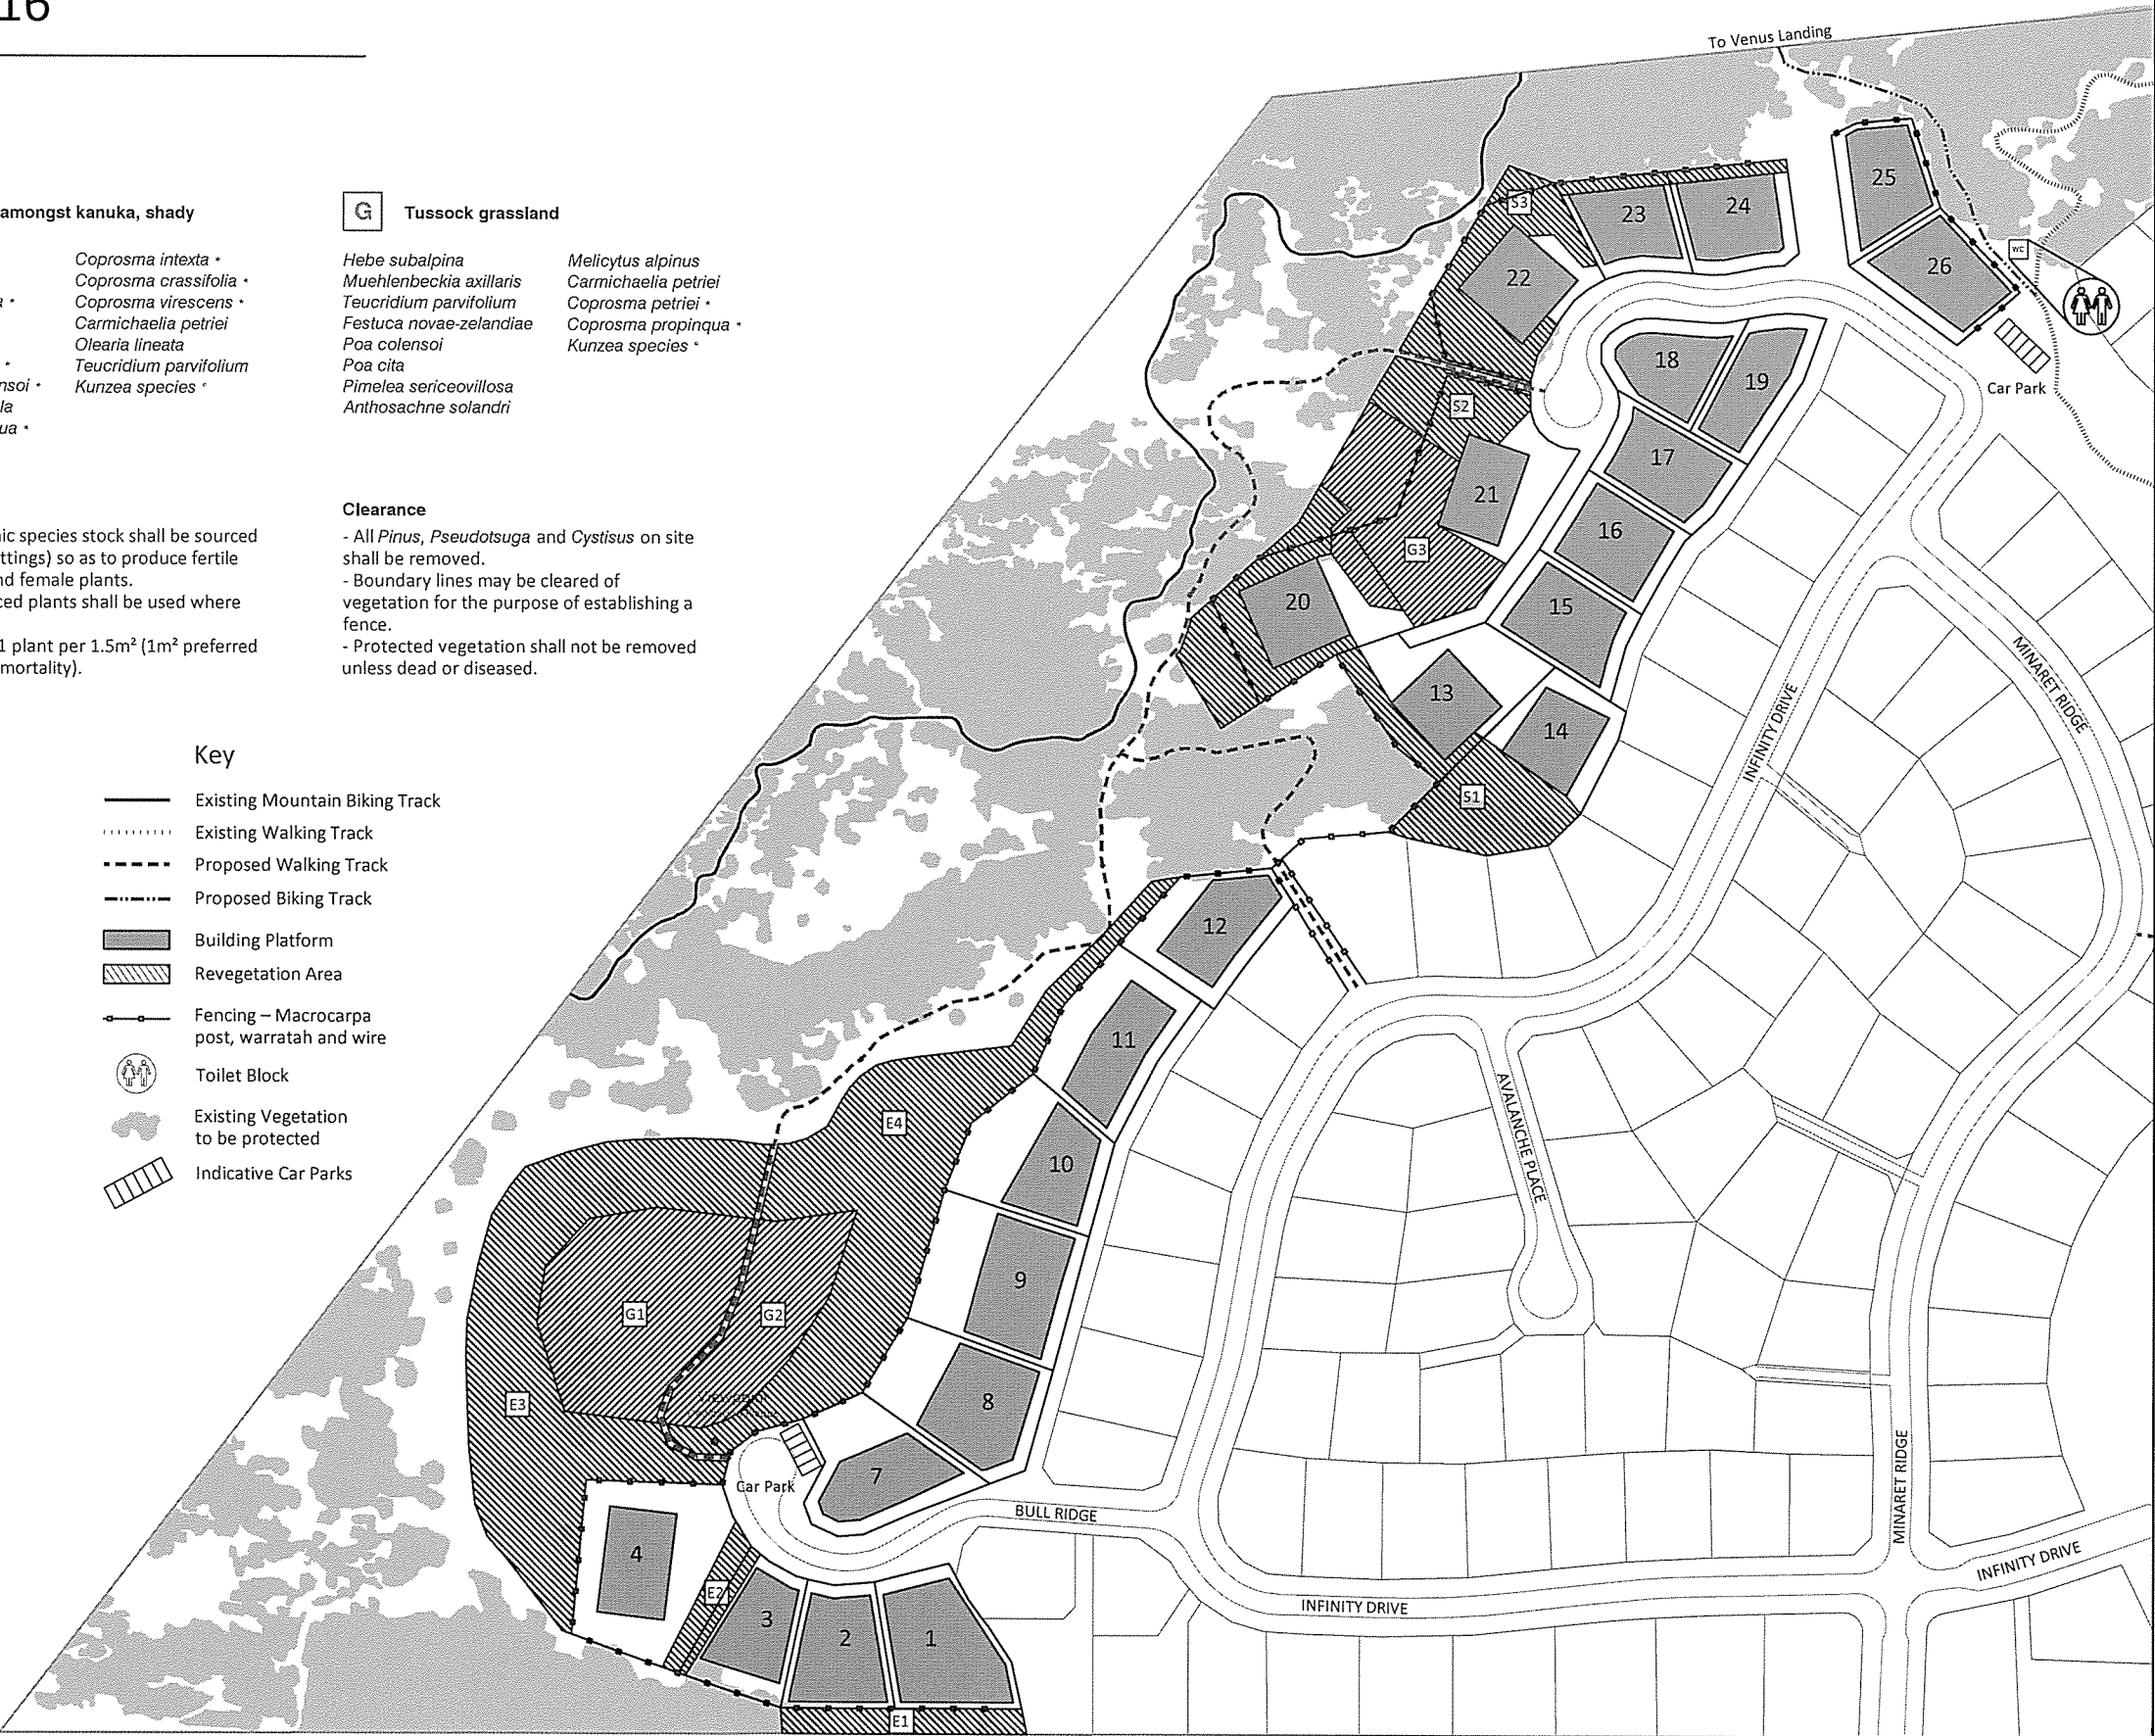 16
To Venus Landing
amongst kanuka, shady
Coprosma intexta *
Coprosma crassifolia *
Coprosma virescens *
Carmichaelia petriei
Olearia lineata
Teucridium parvifolium
Kunzea species *
a *
*
nsoi *
la
ua *
G Tussock grassland
Hebe subalpina
Muehlenbeckia axillaris
Teucridium parvifolium
Festuca novae-zelandiae
Poa colensoi
Poa cita
Pimelea sericeovillosa
Anthosachne solandri
Melicytus alpinus
Carmichaelia petriei
Coprosma petriei *
Coprosma propinqua *
Kunzea species *
ic species stock shall be sourced
ttings) so as to produce fertile
nd female plants.
ced plants shall be used where
1 plant per 1.5m² (1m² preferred
mortality).
Clearance
- All Pinus, Pseudotsuga and Cystisus on site
shall be removed.
- Boundary lines may be cleared of
vegetation for the purpose of establishing a
fence.
- Protected vegetation shall not be removed
unless dead or diseased.
Key
Existing Mountain Biking Track
Existing Walking Track
Proposed Walking Track
Proposed Biking Track
Building Platform
Revegetation Area
Fencing – Macrocarpa
post, warratah and wire
Toilet Block
Existing Vegetation
to be protected
Indicative Car Parks
25
S3
23
24
26
WC
22
18
19
Car Park
S2
17
21
16
G3
20
15
13
14
S1
INFINITY DRIVE
MINARET RIDGE
12
11
E4
10
AVALANCHE PLACE
9
G1
G2
8
E3
7
Car Park
BULL RIDGE
MINARET RIDGE
4
E2
3
2
1
INFINITY DRIVE
INFINITY DRIVE
E1